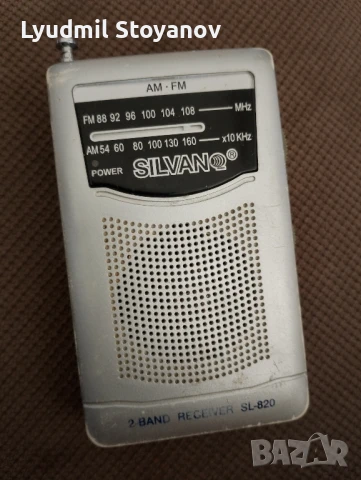 Lyudmil Stoyanov
AM - FM
FM 88 92 96 100 104 108 MHz
AM 54 60 80 100 130 160 x10 KHz
POWER SILVANO®
2-BAND RECEIVER SL-820
BAZAR